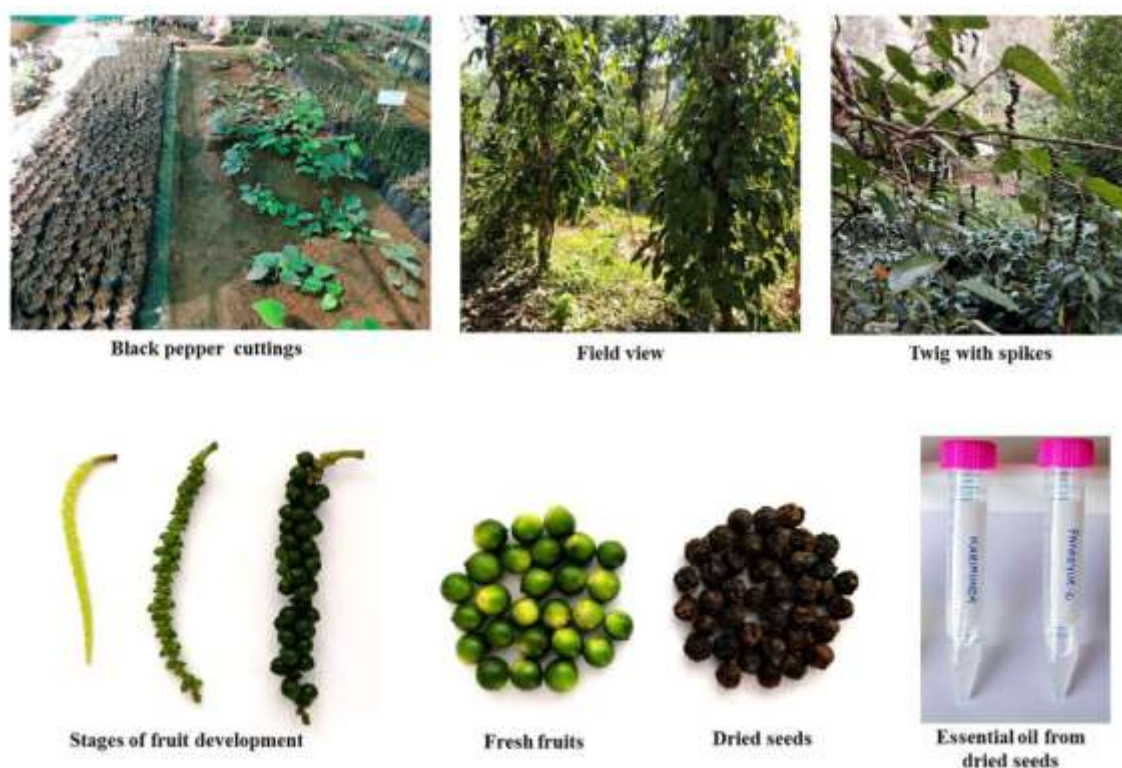 Black pepper cuttings
Field view
Twig with spikes
Stages of fruit development
Fresh fruits
Dried seeds
Essential oil from
dried seeds